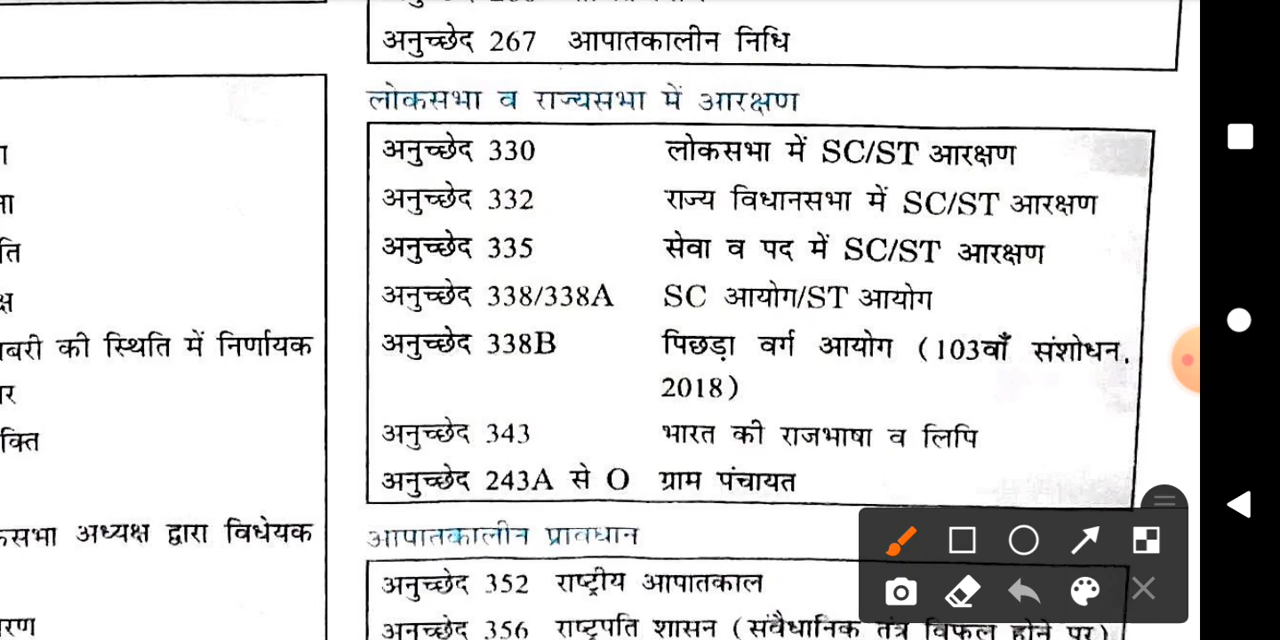 अनुच्छेद 267 आपातकालीन निधि
लोकसभा व राज्यसभा में आरक्षण
अनुच्छेद 330 लोकसभा में SC/ST आरक्षण
अनुच्छेद 332 राज्य विधानसभा में SC/ST आरक्षण
अनुच्छेद 335 सेवा व पद में SC/ST आरक्षण
अनुच्छेद 338/338A SC आयोग/ST आयोग
अनुच्छेद 338B पिछड़ा वर्ग आयोग (103वाँ संशोधन.
2018)
अनुच्छेद 343 भारत की राजभाषा व लिपि
अनुच्छेद 243A से O ग्राम पंचायत
आपातकालीन प्रावधान
अनुच्छेद 352 राष्ट्रीय आपातकाल
अनुच्छेद 356 राष्ट्रपति शासन (संवैधानिक तंत्र विफल होने पर)
की स्थिति में निर्णायक
अध्यक्ष द्वारा विधेयक